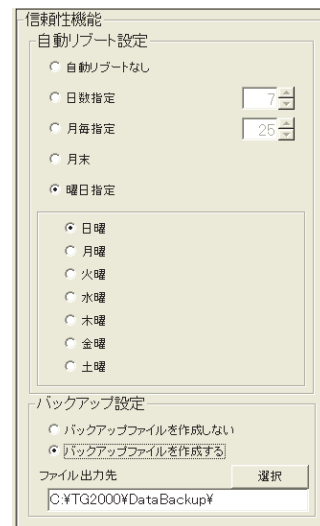 信頼性機能
自動リブート設定
自動リブートなし
日数指定 7
月毎指定 25
月末
曜日指定
日曜
月曜
火曜
水曜
木曜
金曜
土曜
バックアップ設定
バックアップファイルを作成しない
バックアップファイルを作成する
ファイル出力先 選択
C:¥TG2000¥DataBackup¥